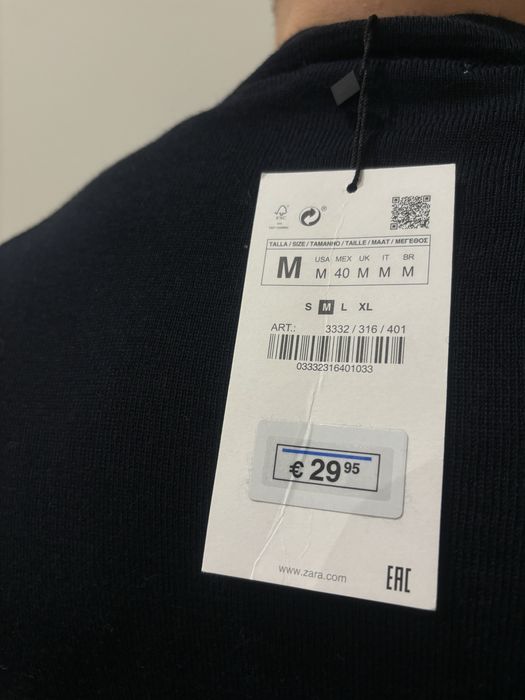 FSC
®
TALLA / SIZE / TAMANHO / TAILLE / MAAT / ΜΕΓΕΘΟΣ
M
USA MEX UK IT BR
M 40 M M M
S M L XL
ART.: 3332 / 316 / 401
03332316401033
€ 29 95
www.zara.com
EAC